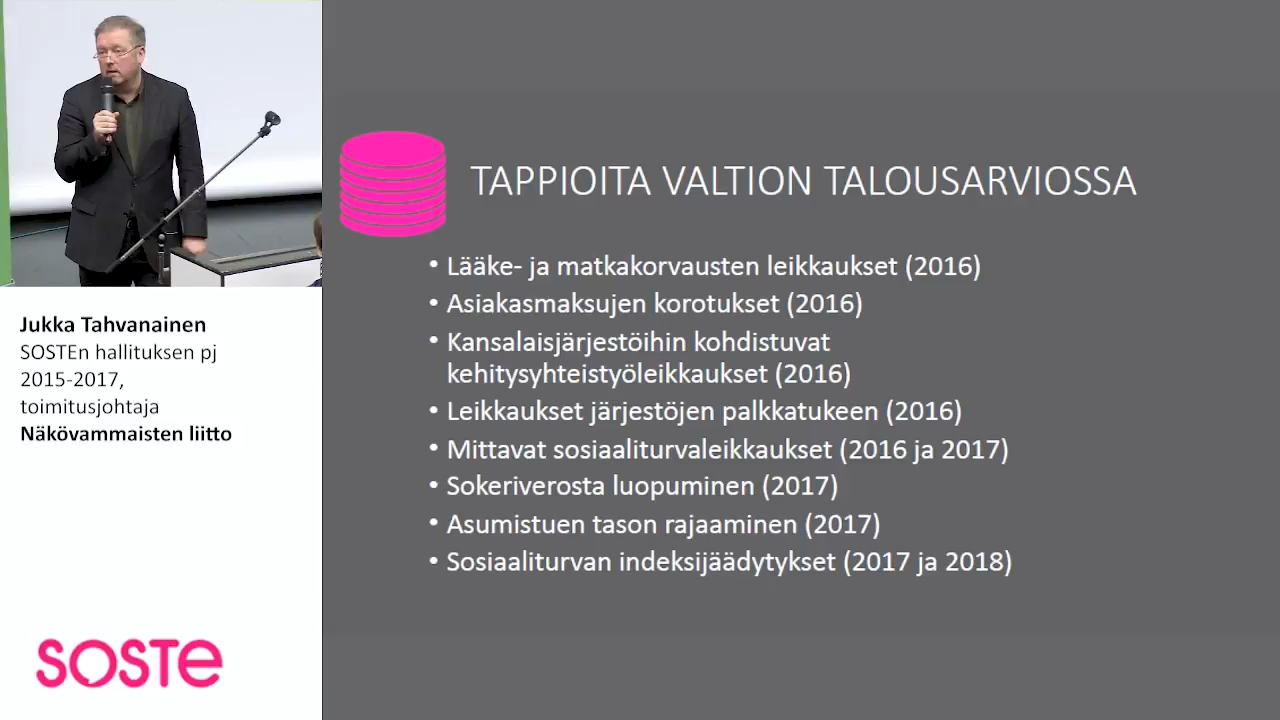 TAPPIOITA VALTION TALOUSARVIOSSA
• Lääke- ja matkakorvausten leikkaukset (2016)
• Asiakasmaksujen korotukset (2016)
• Kansalaisjärjestöihin kohdistuvat
kehitysyhteistyöleikkaukset (2016)
• Leikkaukset järjestöjen palkkatukeen (2016)
• Mittavat sosiaaliturvaleikkaukset (2016 ja 2017)
• Sokeriverosta luopuminen (2017)
• Asumistuen tason rajaaminen (2017)
• Sosiaaliturvan indeksijäädytykset (2017 ja 2018)
Jukka Tahvanainen
SOSTEn hallituksen pj
2015-2017,
toimitusjohtaja
Näkövammaisten liitto
SOSTE